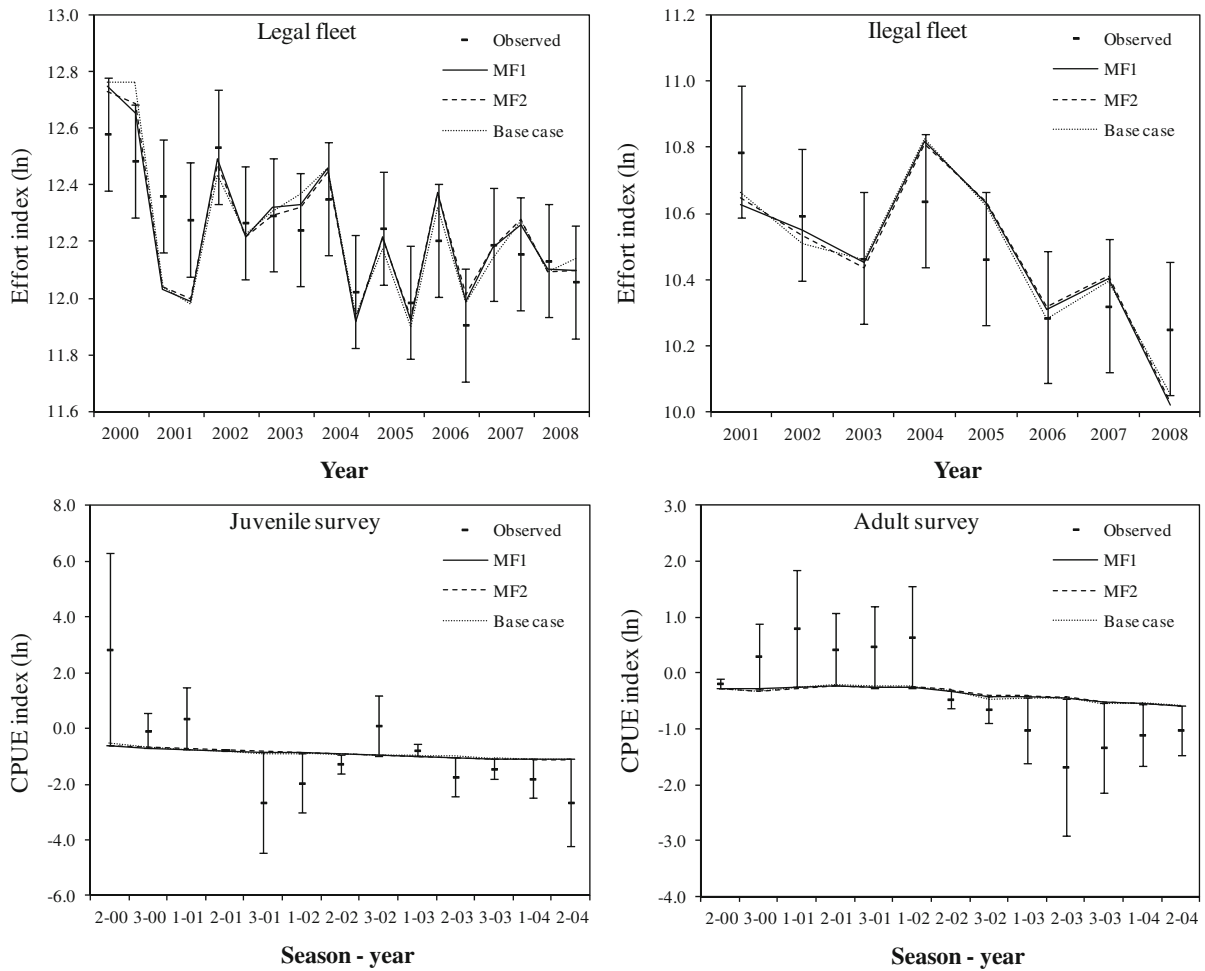 Legal fleet
Observed
MF1
MF2
Base case
Effort index (ln)
13.0
12.8
12.6
12.4
12.2
12.0
11.8
11.6
2000 2001 2002 2003 2004 2005 2006 2007 2008
Year
Ilegal fleet
Observed
MF1
MF2
Base case
Effort index (ln)
11.2
11.0
10.8
10.6
10.4
10.2
10.0
2001 2002 2003 2004 2005 2006 2007 2008
Year
Juvenile survey
Observed
MF1
MF2
Base case
CPUE index (ln)
8.0
6.0
4.0
2.0
0.0
-2.0
-4.0
-6.0
2-00 3-00 1-01 2-01 3-01 1-02 2-02 3-02 1-03 2-03 3-03 1-04 2-04
Season - year
Adult survey
Observed
MF1
MF2
Base case
CPUE index (ln)
3.0
2.0
1.0
0.0
-1.0
-2.0
-3.0
-4.0
2-00 3-00 1-01 2-01 3-01 1-02 2-02 3-02 1-03 2-03 3-03 1-04 2-04
Season - year